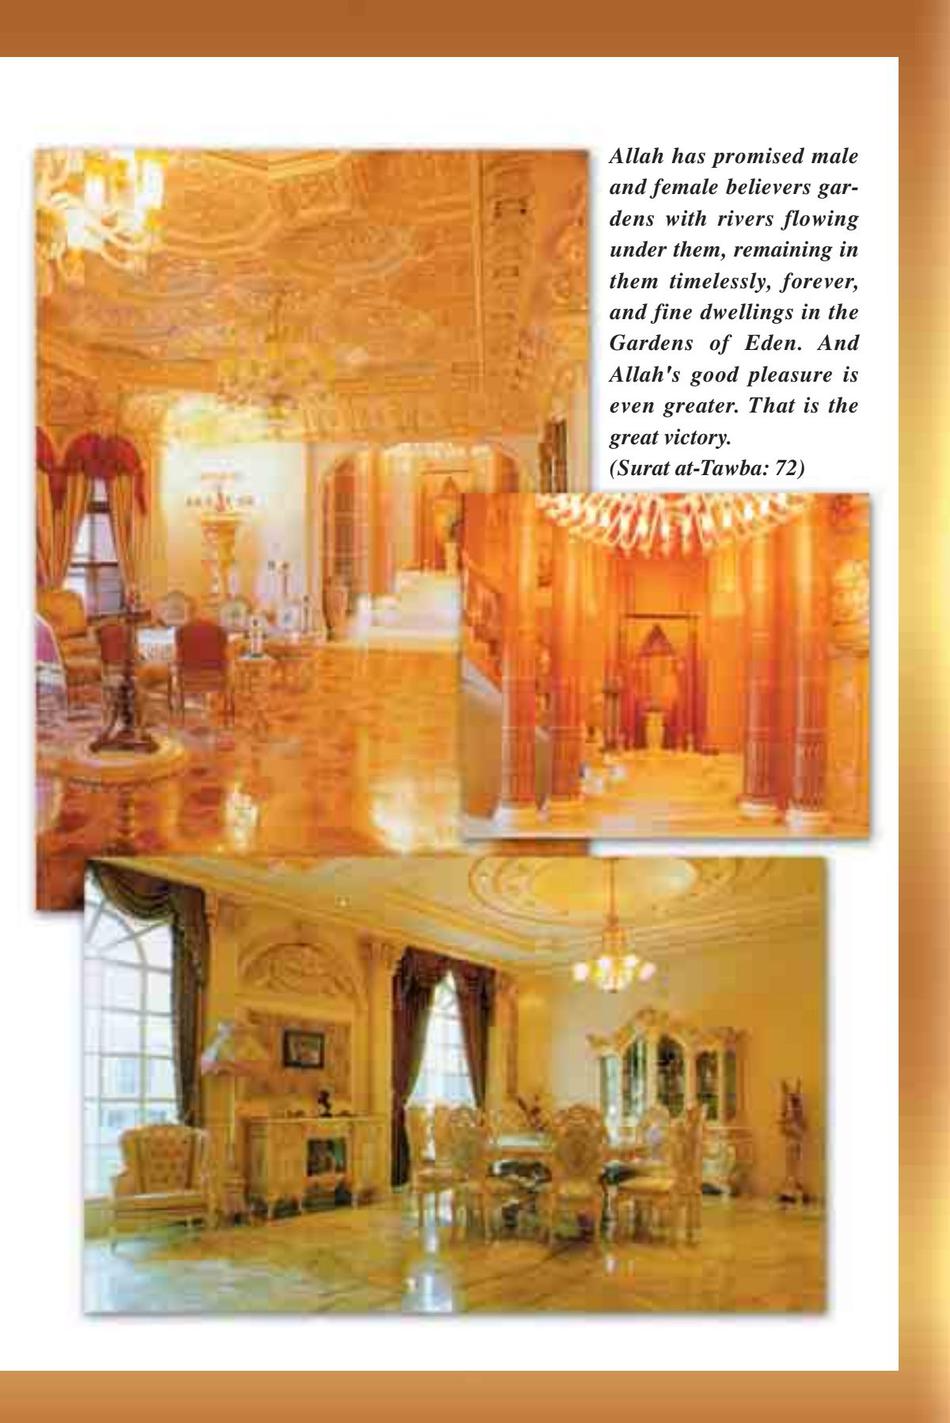 Allah has promised male
and female believers gar-
dens with rivers flowing
under them, remaining in
them timelessly, forever,
and fine dwellings in the
Gardens of Eden. And
Allah's good pleasure is
even greater. That is the
great victory.
(Surat at-Tawba: 72)